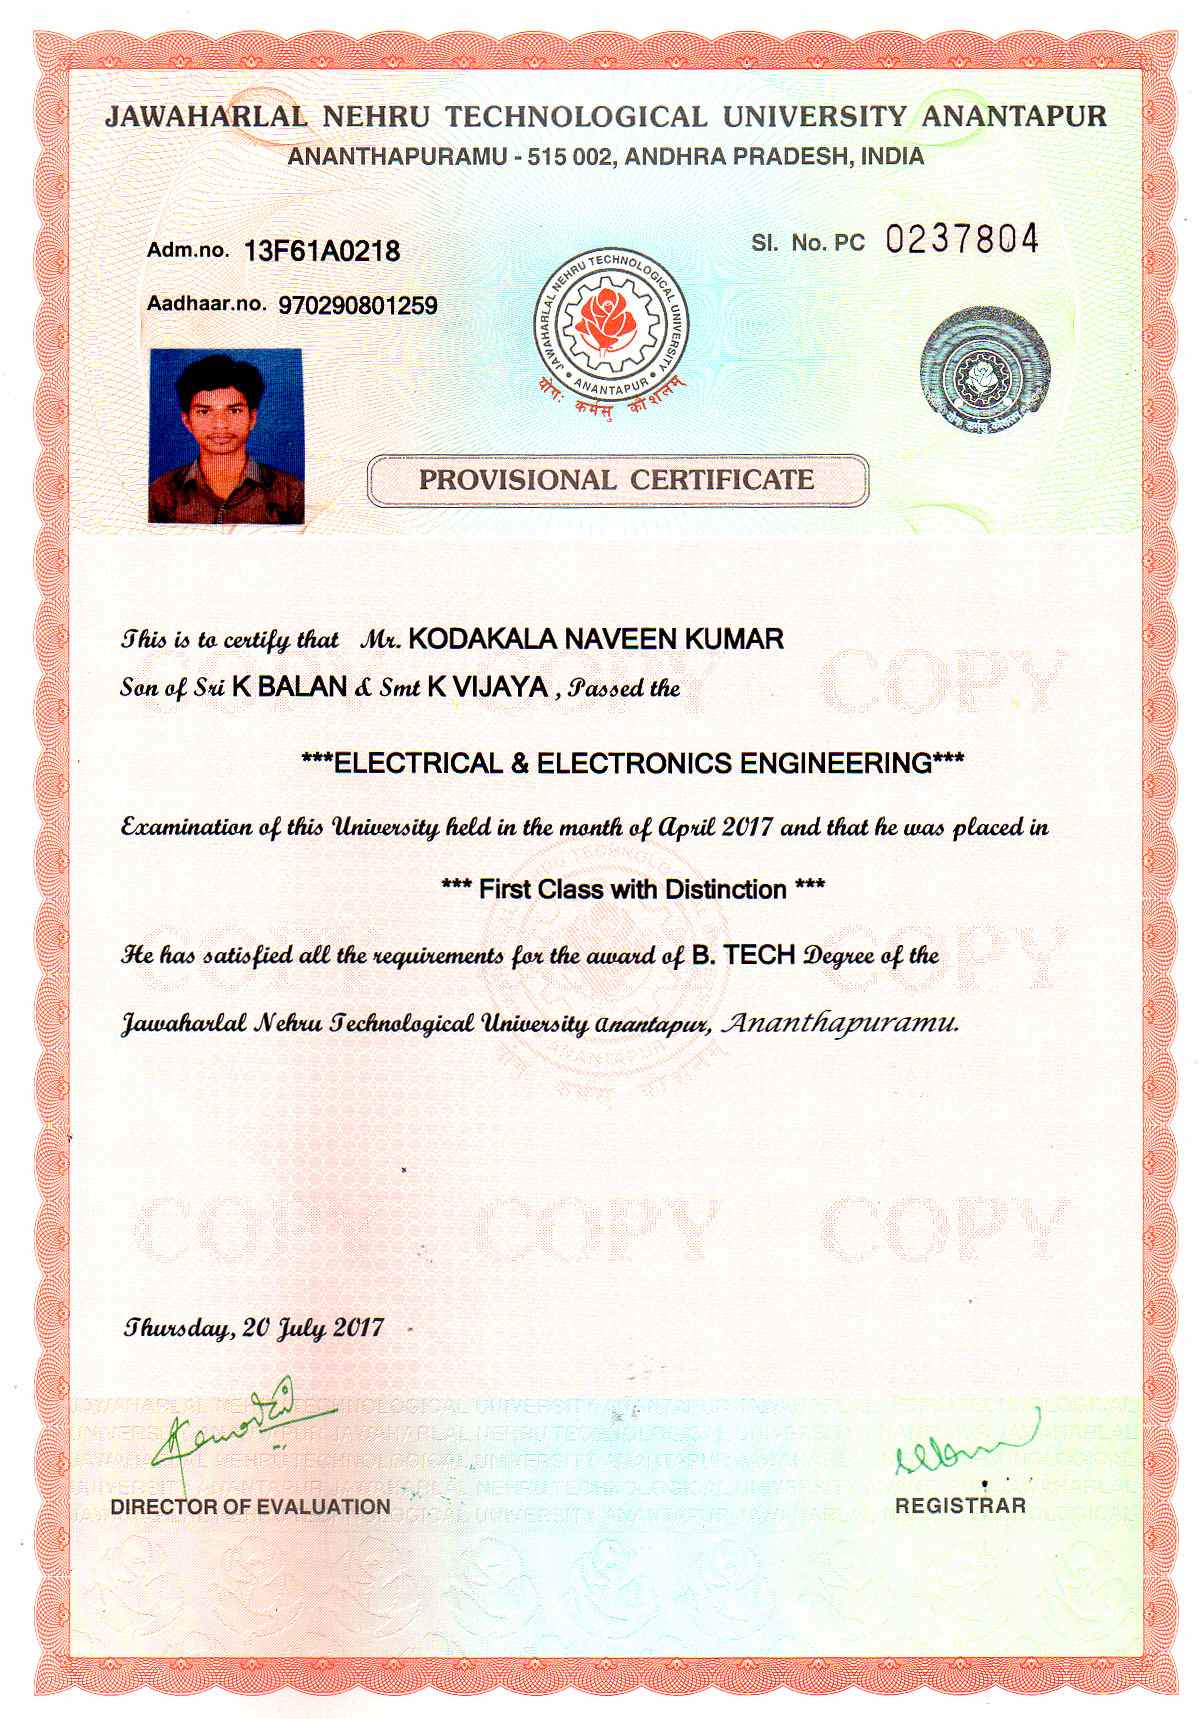 JAWAHARLAL NEHRU TECHNOLOGICAL UNIVERSITY ANANTAPUR
ANANTHAPURAMU - 515 002, ANDHRA PRADESH, INDIA
Adm.no. 13F61A0218
Sl. No. PC 0237804
Aadhaar.no. 970290801259
JAWAHARLAL NEHRU TECHNOLOGICAL UNIVERSITY
ANANTAPUR
योगः कर्मसु कौशलम्
PROVISIONAL CERTIFICATE
This is to certify that Mr. KODAKALA NAVEEN KUMAR
Son of Sri K BALAN & Smt K VIJAYA , Passed the
***ELECTRICAL & ELECTRONICS ENGINEERING***
Examination of this University held in the month of April 2017 and that he was placed in
*** First Class with Distinction ***
He has satisfied all the requirements for the award of B. TECH Degree of the
Jawaharlal Nehru Technological University Anantapur, Ananthapuramu.
COPY COPY COPY
Thursday, 20 July 2017
DIRECTOR OF EVALUATION
REGISTRAR